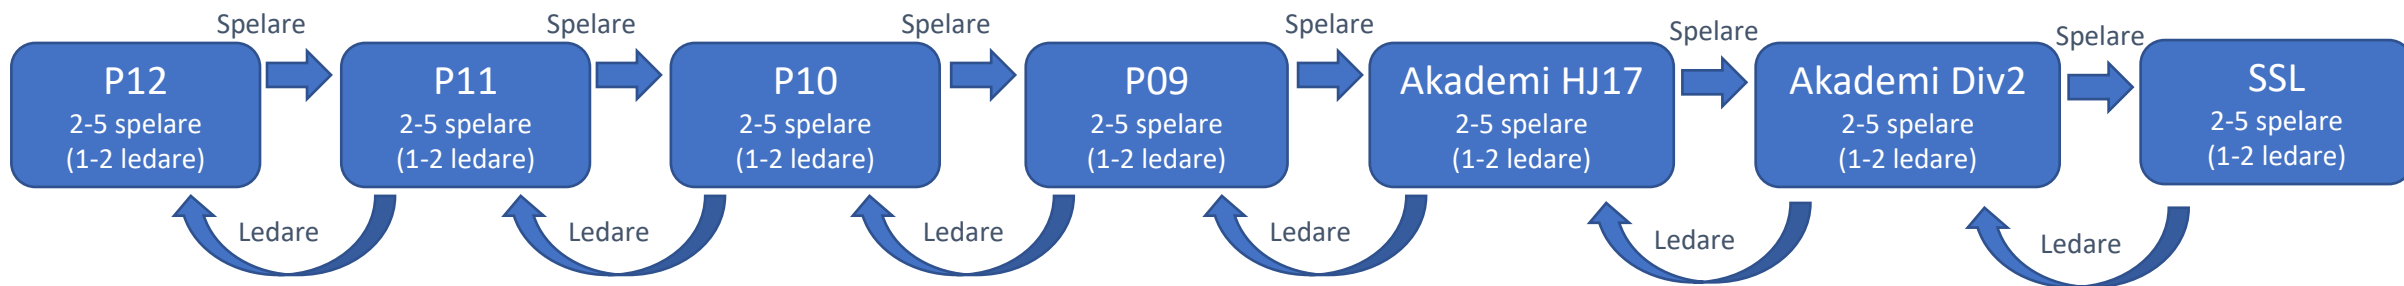 Spelare
Spelare
Spelare
Spelare
Spelare
Spelare
P12
2-5 spelare
(1-2 ledare)
P11
2-5 spelare
(1-2 ledare)
P10
2-5 spelare
(1-2 ledare)
P09
2-5 spelare
(1-2 ledare)
Akademi HJ17
2-5 spelare
(1-2 ledare)
Akademi Div2
2-5 spelare
(1-2 ledare)
SSL
2-5 spelare
(1-2 ledare)
Ledare
Ledare
Ledare
Ledare
Ledare
Ledare